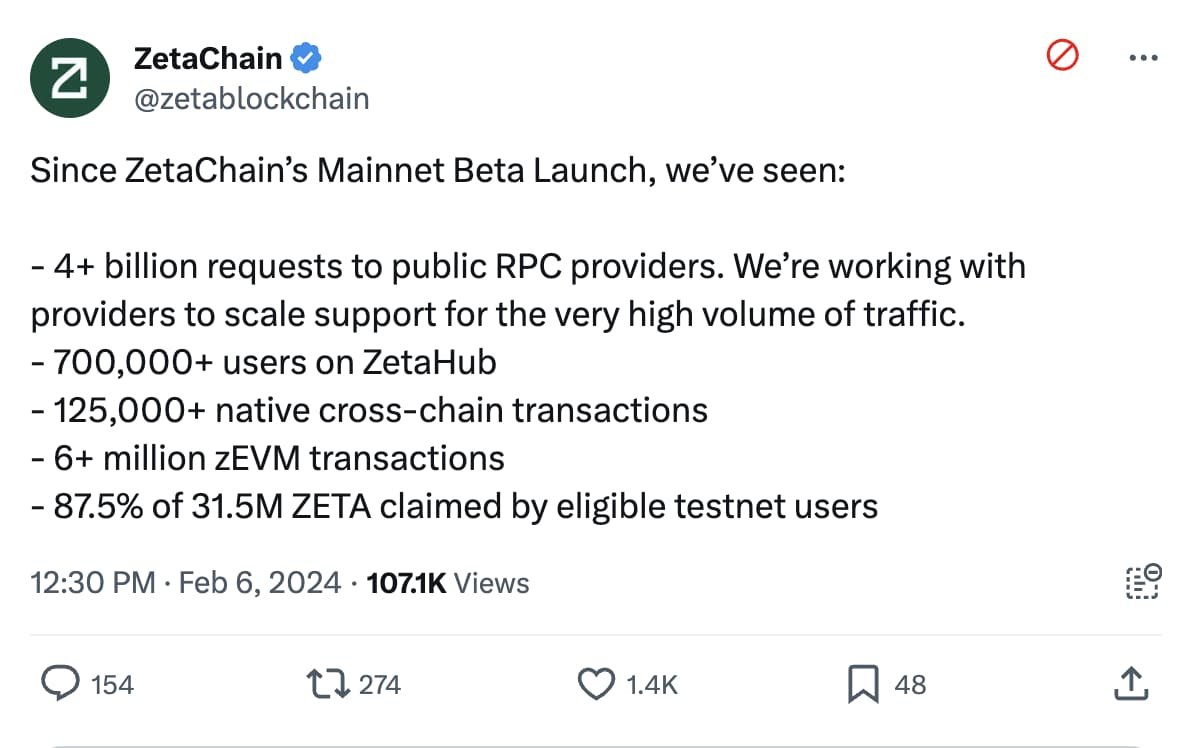 ZetaChain
@zetablockchain
Since ZetaChain’s Mainnet Beta Launch, we’ve seen:
- 4+ billion requests to public RPC providers. We’re working with
providers to scale support for the very high volume of traffic.
- 700,000+ users on ZetaHub
- 125,000+ native cross-chain transactions
- 6+ million zEVM transactions
- 87.5% of 31.5M ZETA claimed by eligible testnet users
12:30 PM · Feb 6, 2024 · 107.1K Views
154 274 1.4K 48